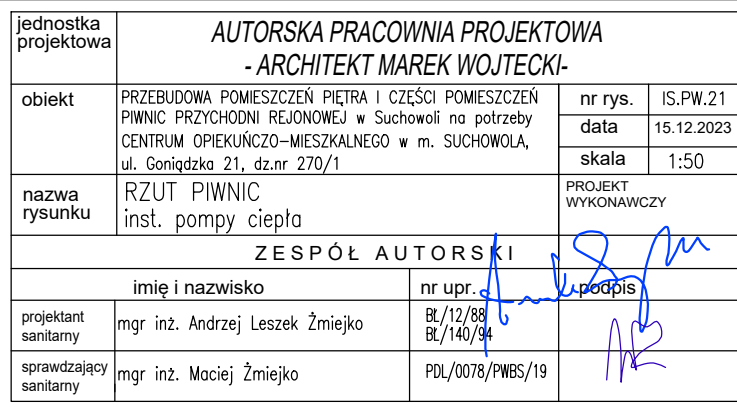 jednostka projektowa
AUTORSKA PRACOWNIA PROJEKTOWA
- ARCHITEKT MAREK WOJTECKI-
obiekt
PRZEBUDOWA POMIESZCZEŃ PIĘTRA I CZĘŚCI POMIESZCZEŃ
PIWNIC PRZYCHODNI REJONOWEJ w Suchowoli na potrzeby
CENTRUM OPIEKUŃCZO-MIESZKALNEGO w m. SUCHOWOLA,
ul. Goniądzka 21, dz.nr 270/1
nr rys.
IS.PW.21
data
15.12.2023
skala
1:50
nazwa
rysunku
RZUT PIWNIC
inst. pompy ciepła
PROJEKT
WYKONAWCZY
ZESPÓŁ AUTORSKI
imię i nazwisko
nr upr.
podpis
projektant
sanitarny
mgr inż. Andrzej Leszek Żmiejko
BŁ/12/88
BŁ/140/94
sprawdzający
sanitarny
mgr inż. Maciej Żmiejko
PDL/0078/PWBS/19